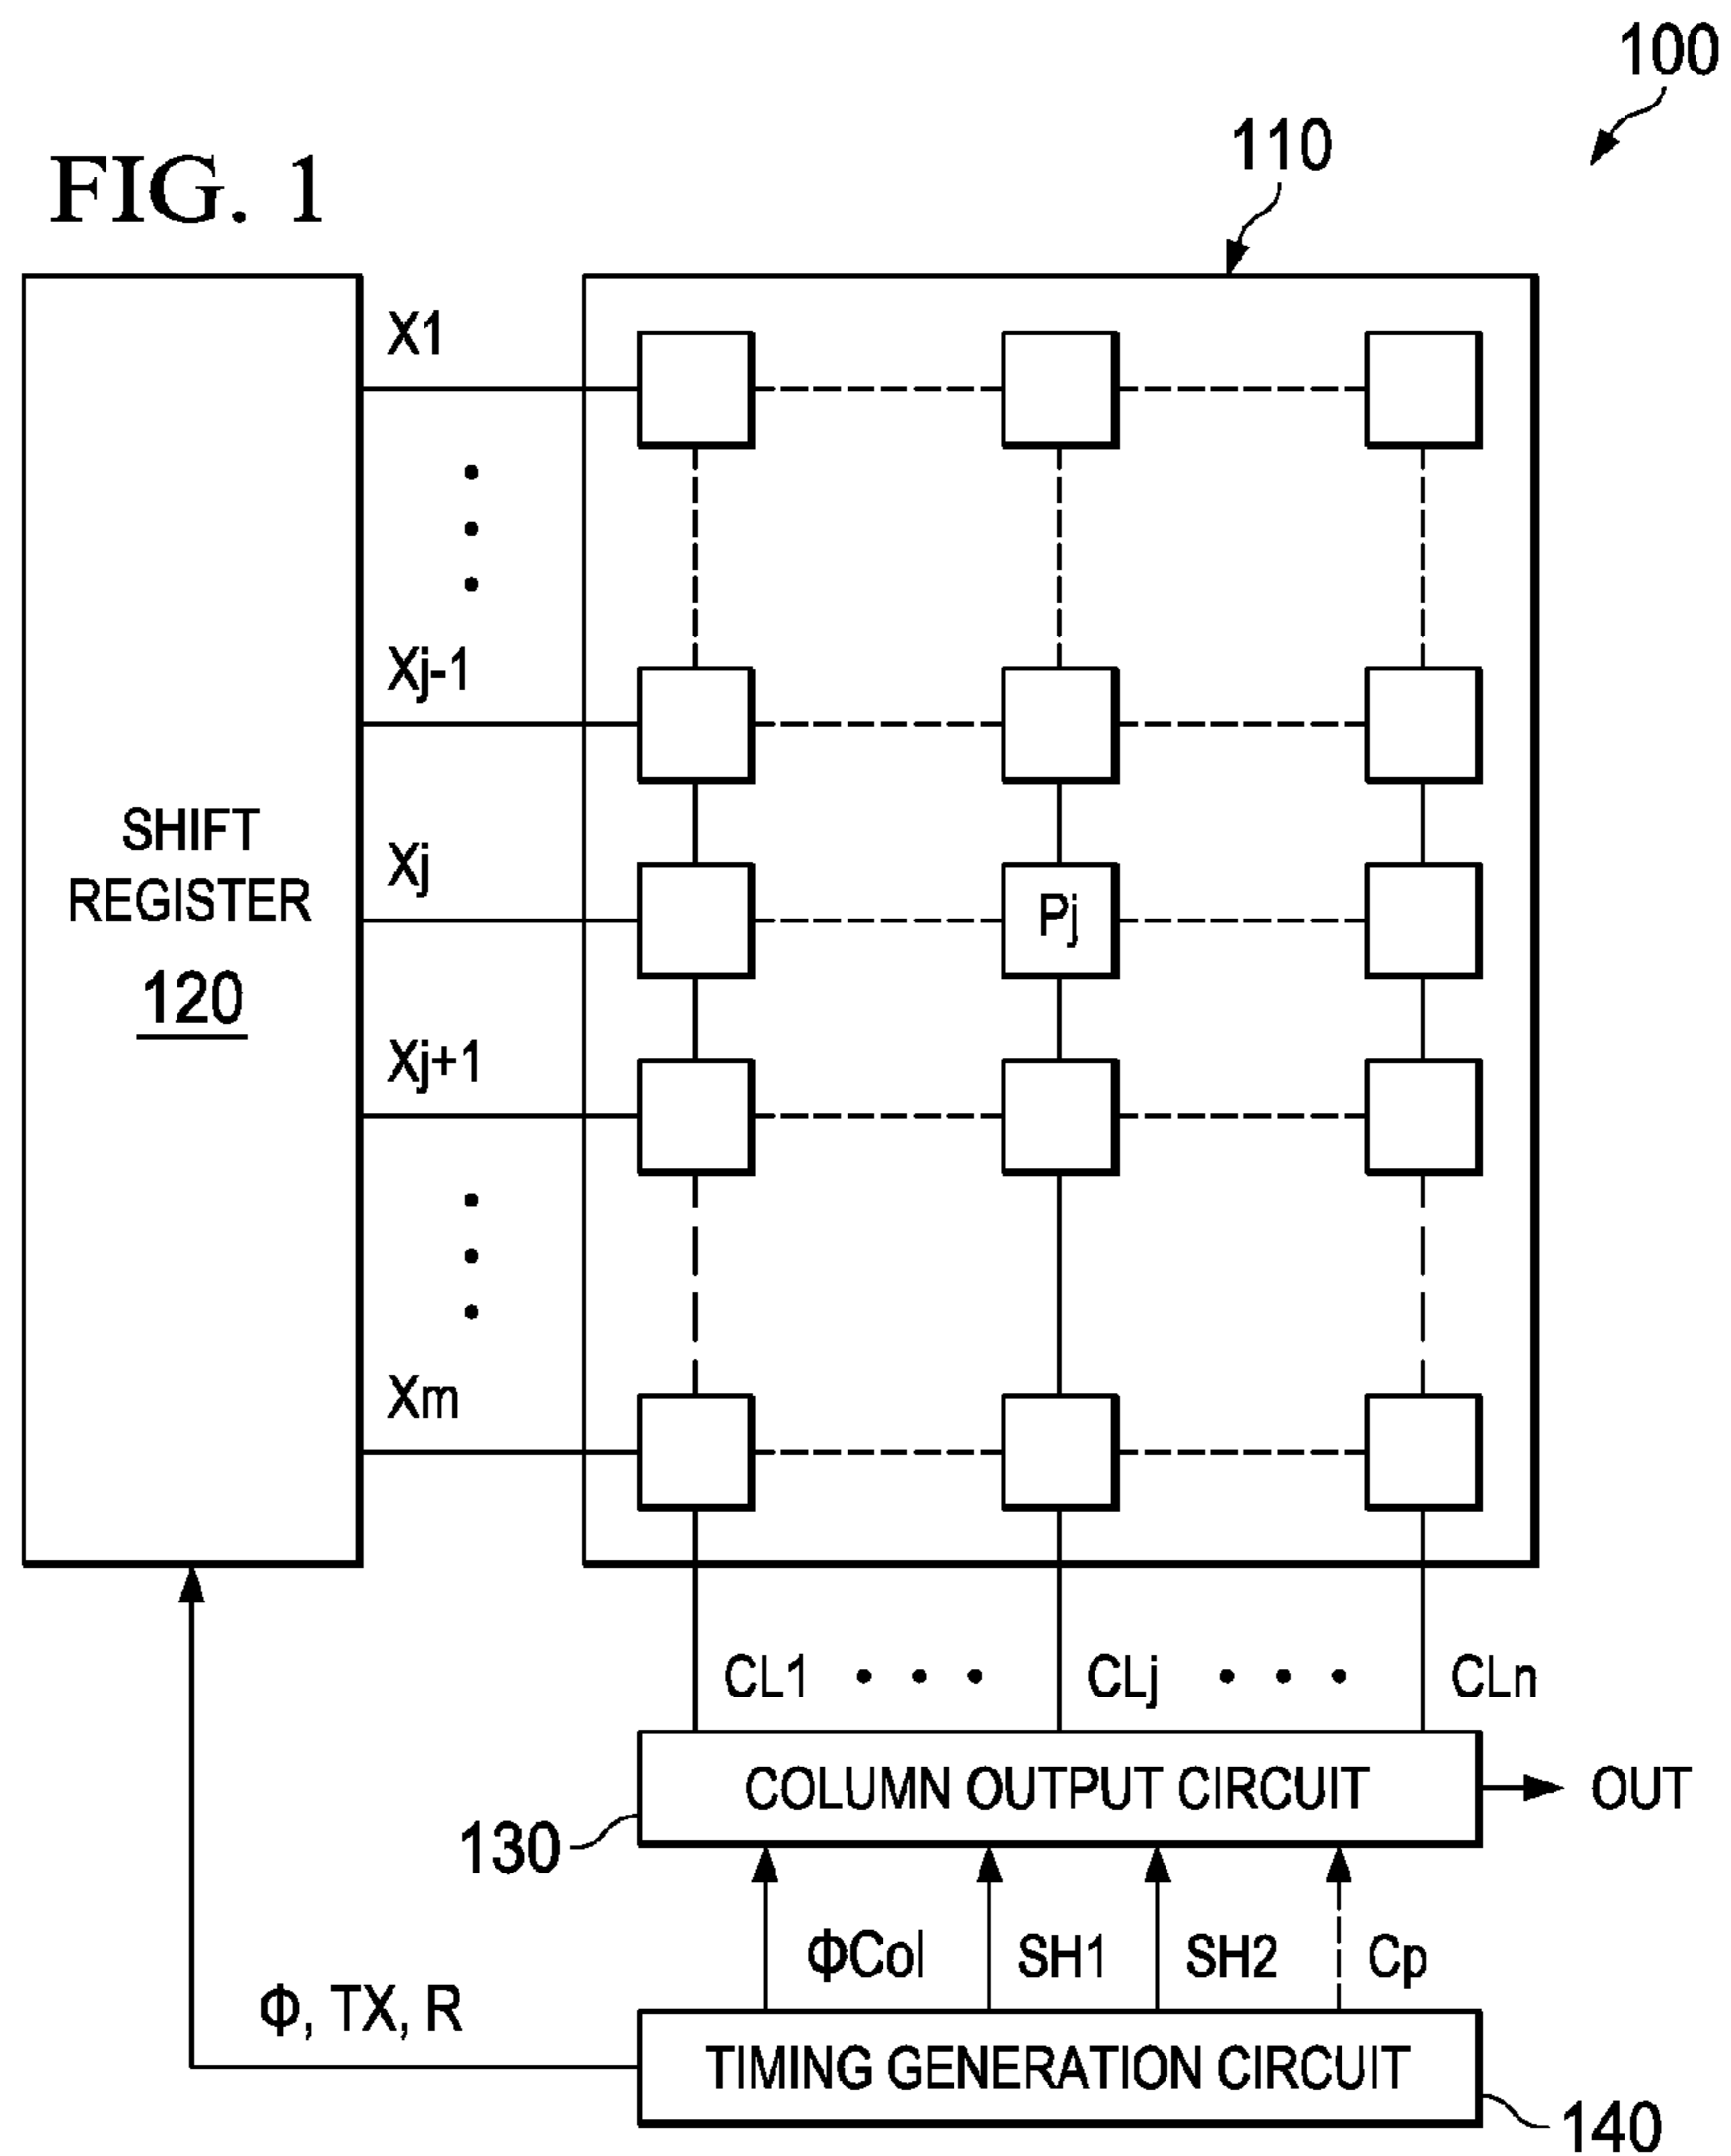 100
110
FIG. 1
X1
Xj-1
SHIFT
REGISTER
120
Xj
Pj
Xj+1
Xm
CL1
CLj
CLn
COLUMN OUTPUT CIRCUIT
OUT
130
ΦCol
SH1
SH2
Cp
Φ, TX, R
TIMING GENERATION CIRCUIT
140